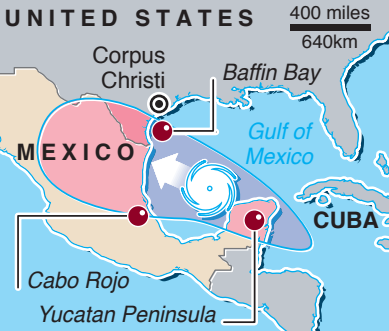 UNITED STATES
400 miles
640km
Corpus
Christi
Baffin Bay
Gulf of
Mexico
MEXICO
CUBA
Cabo Rojo
Yucatan Peninsula